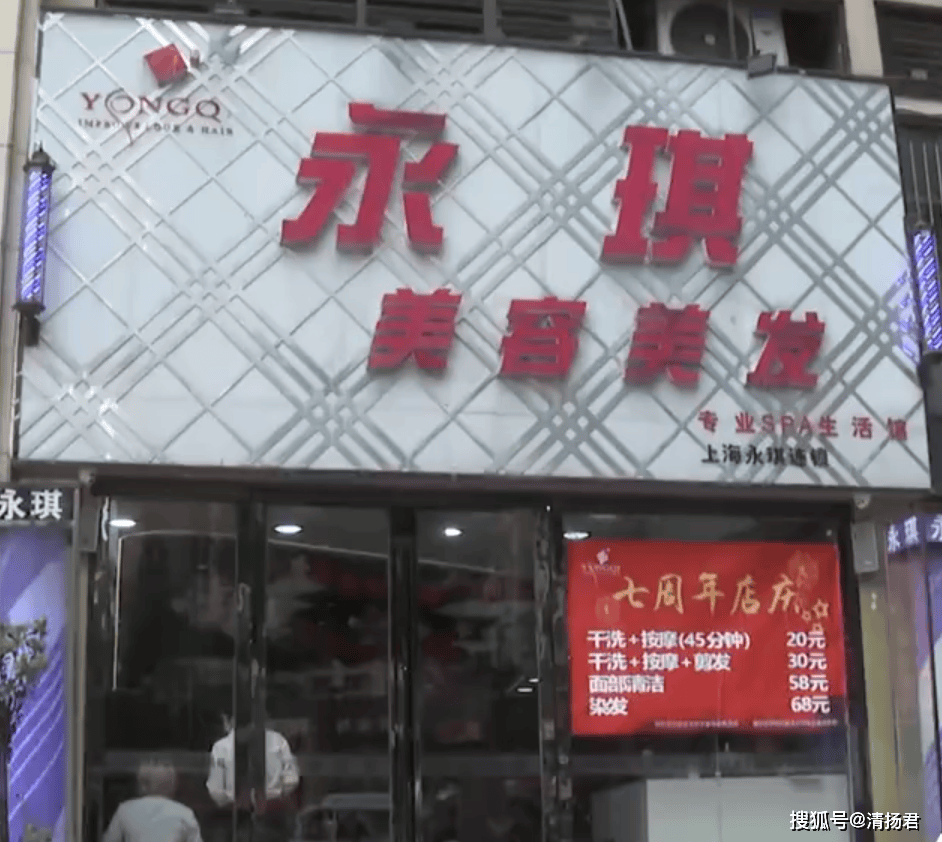 YONGQ
永琪
美容美发
专业SPA生活馆
上海永琪连锁
永琪
永琪
YONGQI
七周年店庆
干洗+按摩(45分钟) 20元
干洗+按摩+剪发 30元
面部清洁 58元
染发 68元
搜狐号@清扬君